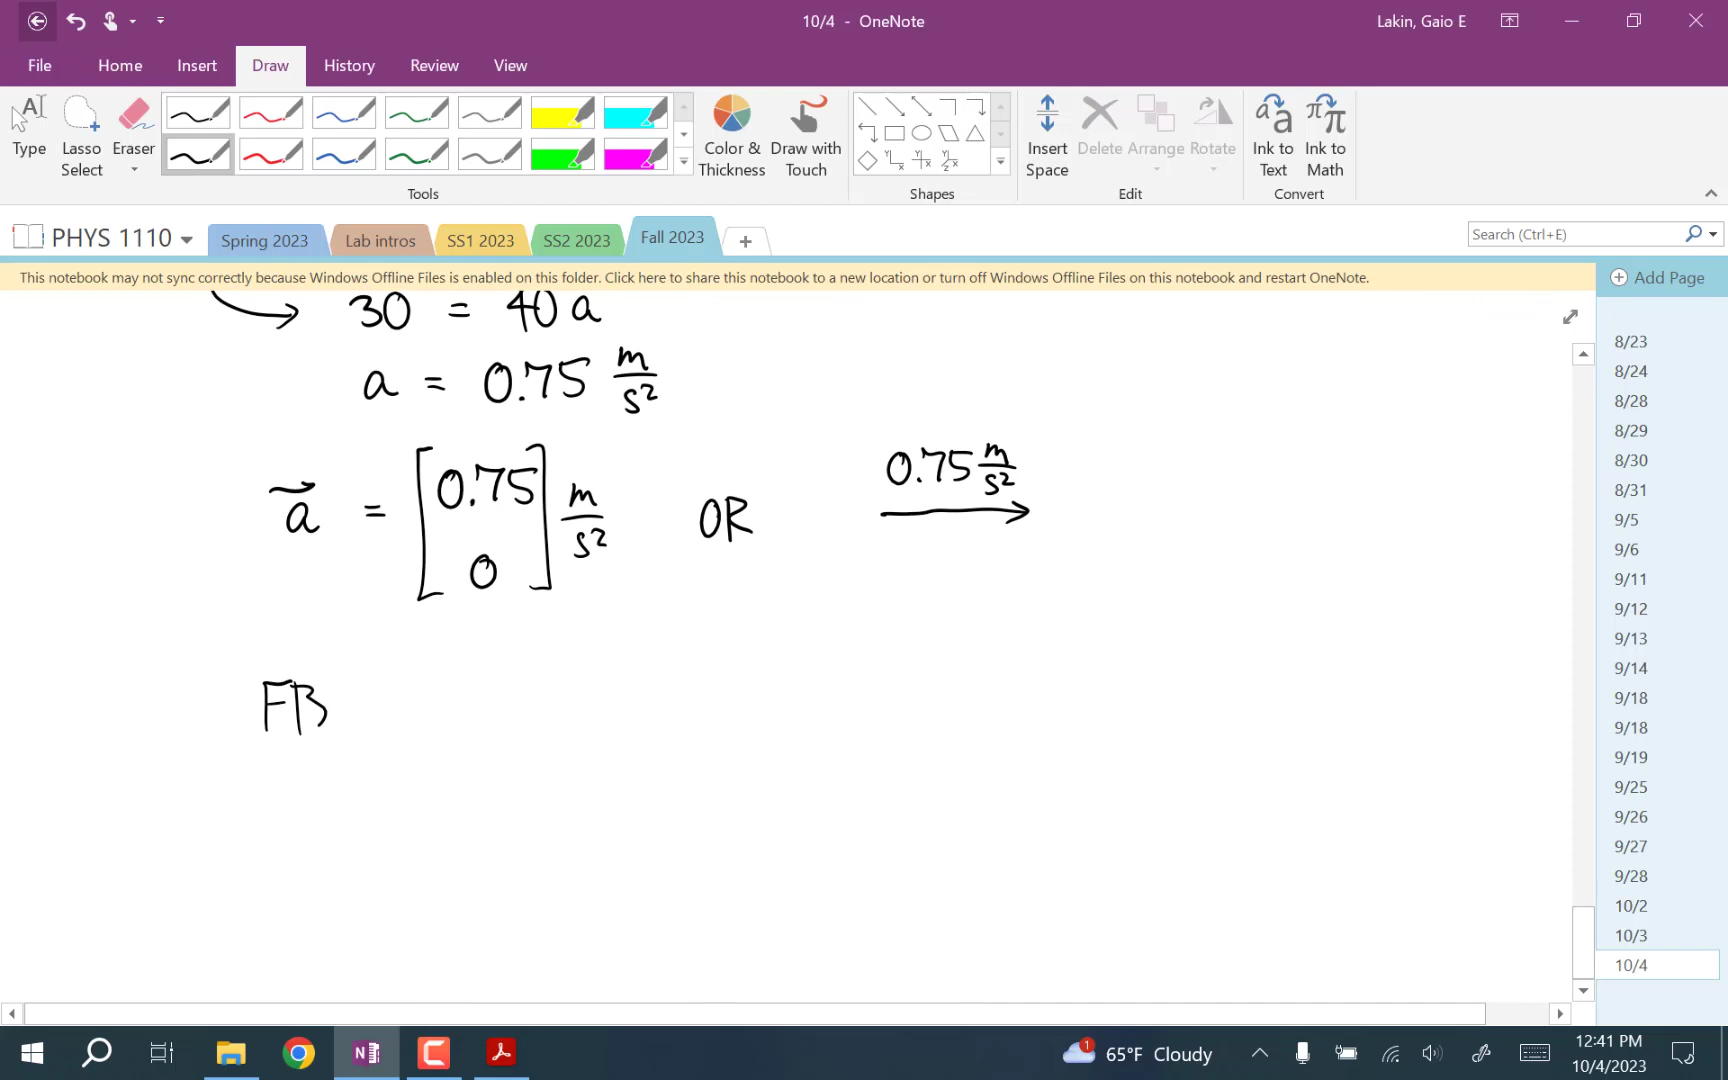 10/4 - OneNote
Lakin, Gaio E
File Home Insert Draw History Review View
Type
Lasso Select
Eraser
Color & Thickness
Draw with Touch
Insert Space
Delete
Arrange
Rotate
Ink to Text
Ink to Math
Tools
Shapes
Edit
Convert
PHYS 1110
Spring 2023
Lab intros
SS1 2023
SS2 2023
Fall 2023
Search (Ctrl+E)
This notebook may not sync correctly because Windows Offline Files is enabled on this folder. Click here to share this notebook to a new location or turn off Windows Offline Files on this notebook and restart OneNote.
Add Page
30 = 40 a
a = 0.75 m/s²
a = [0.75 0] m/s² OR 0.75 m/s²
FB
8/23
8/24
8/28
8/29
8/30
8/31
9/5
9/6
9/11
9/12
9/13
9/14
9/18
9/18
9/19
9/25
9/26
9/27
9/28
10/2
10/3
10/4
1
65°F Cloudy
12:41 PM
10/4/2023